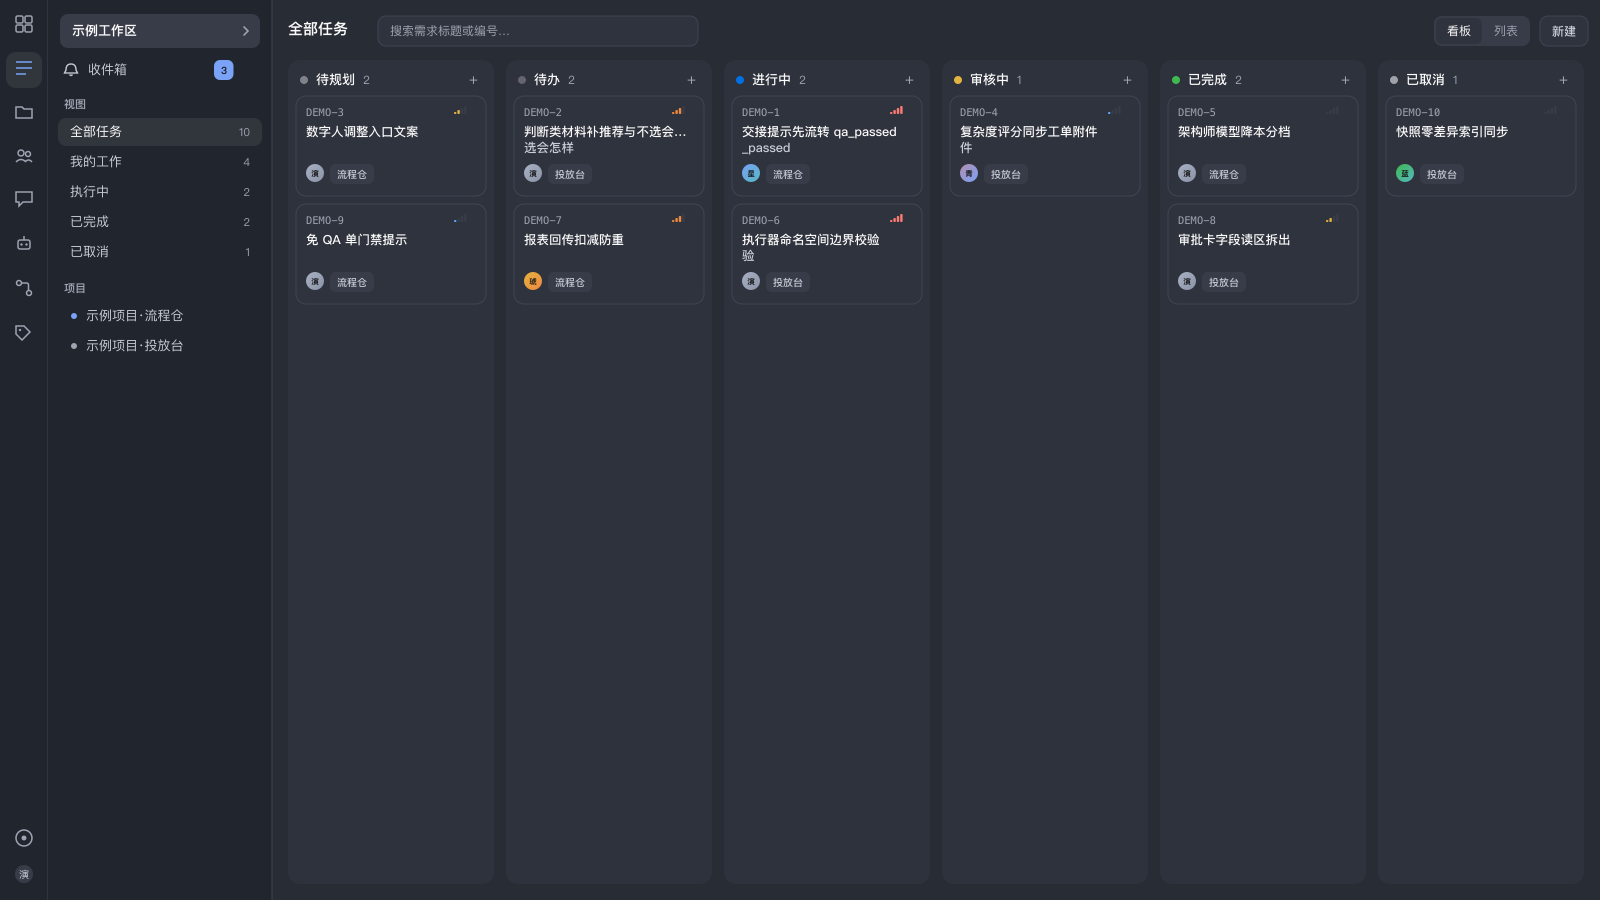 示例工作区
收件箱
3
视图
全部任务 10
我的工作 4
执行中 2
已完成 2
已取消 1
项目
示例项目·流程仓
示例项目·投放台
演
全部任务
搜索需求标题或编号...
看板
列表
新建
待规划 2 +
DEMO-3
数字人调整入口文案
演 流程仓
DEMO-9
免 QA 单门禁提示
演 流程仓
待办 2 +
DEMO-2
判断类材料补推荐与不选会...
选会怎样
演 投放台
DEMO-7
报表回传扣减防重
琥 流程仓
进行中 2 +
DEMO-1
交接提示先流转 qa_passed
_passed
星 流程仓
DEMO-6
执行器命名空间边界校验
验
演 投放台
审核中 1 +
DEMO-4
复杂度评分同步工单附件
件
青 投放台
已完成 2 +
DEMO-5
架构师模型降本分档
演 流程仓
DEMO-8
审批卡字段误区拆出
演 投放台
已取消 1 +
DEMO-10
快照零差异索引同步
蓝 投放台